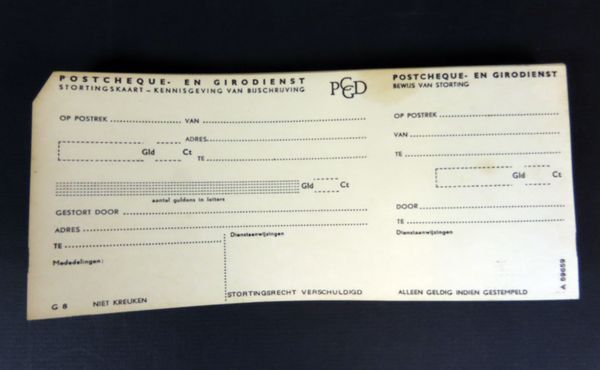 POSTCHEQUE- EN GIRODIENST
STORTINGSKAART – KENNISGEVING VAN BIJSCHRIJVING
PCGD
OP POSTREK. VAN
ADRES
Gld Ct
TE
Gld Ct
aantal guldens in letters
GESTORT DOOR
ADRES
TE
Dienstaanwijzingen
Mededelingen:
G 6 NIET KREUKEN
STORTINGSRECHT VERSCHULDIGD
POSTCHEQUE- EN GIRODIENST
BEWIJS VAN STORTING
OP POSTREK.
VAN
TE
Gld Ct
DOOR
TE
Dienstaanwijzingen
ALLEEN GELDIG INDIEN GESTEMPELD
A 59659